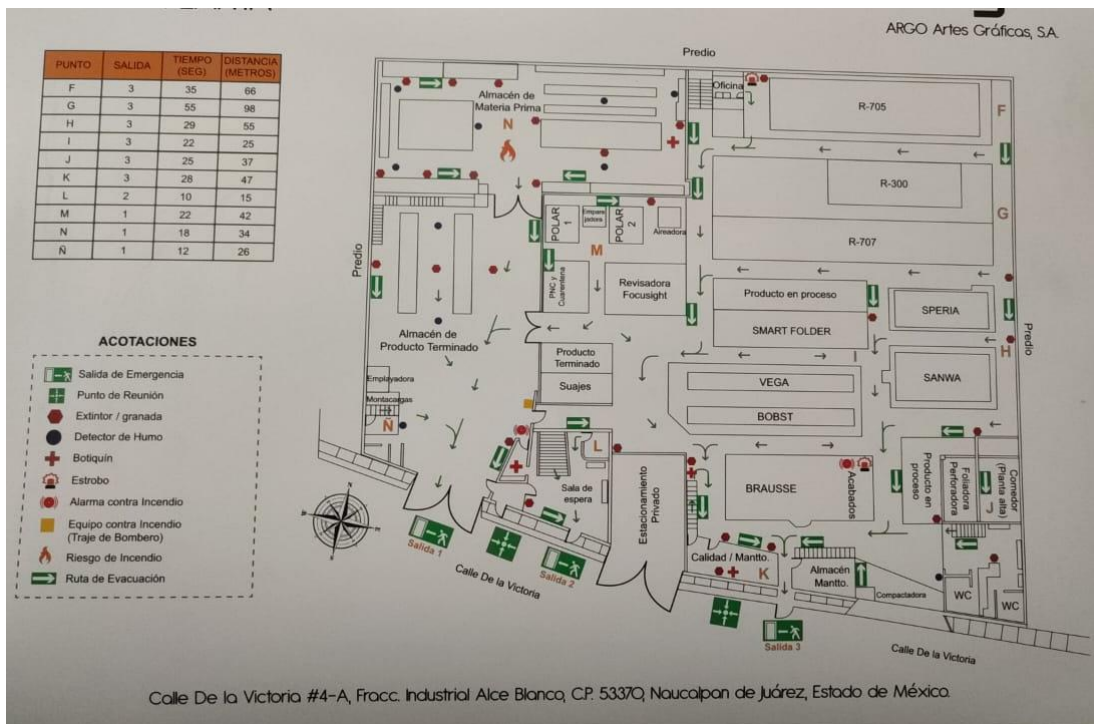 ARGO Artes Gráficas, S.A.
PUNTO SALIDA TIEMPO (SEG) DISTANCIA (METROS)
F 3 35 66
G 3 55 98
H 3 29 55
I 3 22 25
J 3 25 37
K 3 28 47
L 2 10 15
M 1 22 42
N 1 18 34
Ñ 1 12 26
ACOTACIONES
Salida de Emergencia
Punto de Reunión
Extintor / granada
Detector de Humo
Botiquín
Estrobo
Alarma contra Incendio
Equipo contra Incendio
(Traje de Bombero)
Riesgo de Incendio
Ruta de Evacuación
Predio
Predio
Predio
Almacén de
Materia Prima
N
Oficina
R-705
F
R-300
G
R-707
POLAR 1
POLAR 2
Aireadora
M
PNC y
Cuarentena
Revisadora
Focusight
Producto en proceso
SMART FOLDER
SPERIA
H
SANWA
Almacén de
Producto Terminado
Producto
Terminado
Suajes
VEGA
BOBST
Emplayadora
Montacargas
Ñ
L
Sala de
espera
Estacionamiento
Privado
BRAUSSE
Acabados
I
Producto en
proceso
Foliadora
Perforadora
Comedor
(Planta alta)
J
Calidad / Mantto.
K
Almacén
Mantto.
Compactadora
WC
WC
Salida 1
Salida 2
Salida 3
Calle De la Victoria
Calle De la Victoria
Calle De la Victoria #4-A, Fracc. Industrial Alce Blanco, C.P. 53370, Naucalpan de Juárez, Estado de México.